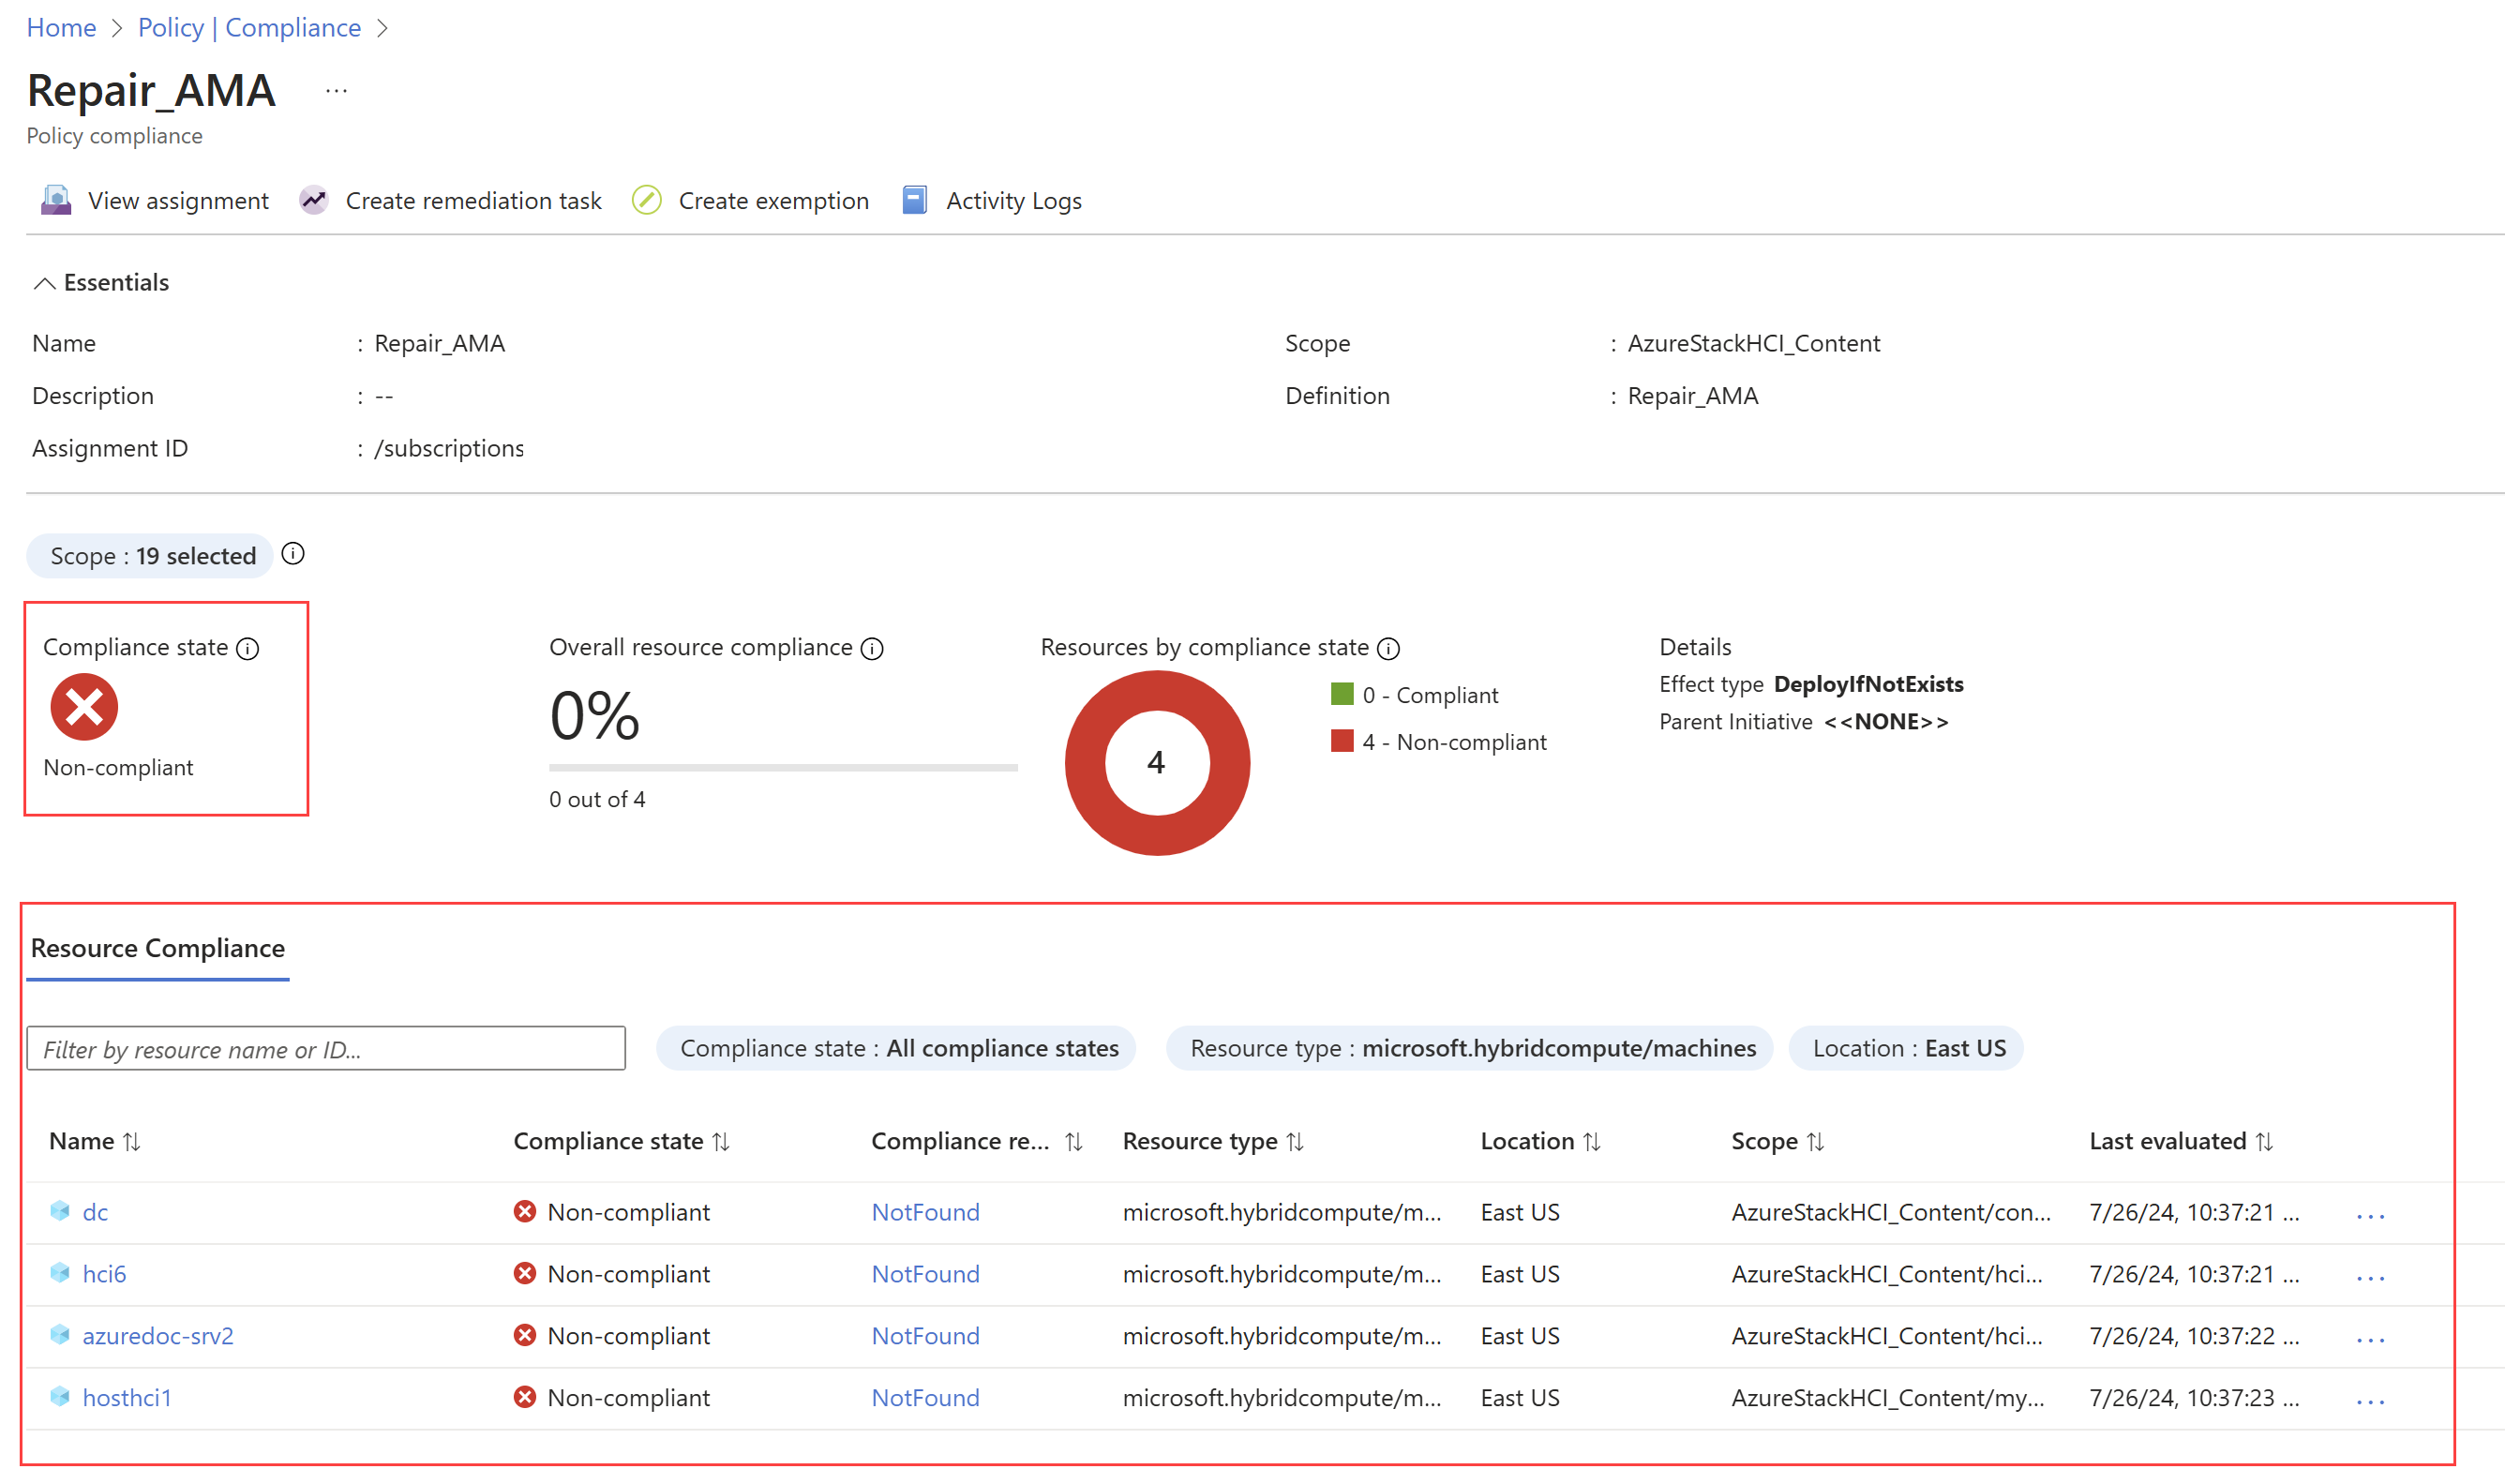 Home > Policy | Compliance >
Repair_AMA ...
Policy compliance
View assignment Create remediation task Create exemption Activity Logs
Essentials
Name : Repair_AMA Scope : AzureStackHCI_Content
Description : -- Definition : Repair_AMA
Assignment ID : /subscriptions
Scope : 19 selected
Compliance state Overall resource compliance Resources by compliance state Details
Effect type DeployIfNotExists
0% 0 - Compliant
Parent Initiative <<NONE>>
4 - Non-compliant
4
Non-compliant
0 out of 4
Resource Compliance
Filter by resource name or ID... Compliance state : All compliance states Resource type : microsoft.hybridcompute/machines Location : East US
Name Compliance state Compliance re... Resource type Location Scope Last evaluated
dc Non-compliant NotFound microsoft.hybridcompute/m... East US AzureStackHCI_Content/con... 7/26/24, 10:37:21 ... ...
hci6 Non-compliant NotFound microsoft.hybridcompute/m... East US AzureStackHCI_Content/hci... 7/26/24, 10:37:21 ... ...
azuredoc-srv2 Non-compliant NotFound microsoft.hybridcompute/m... East US AzureStackHCI_Content/hci... 7/26/24, 10:37:22 ... ...
hosthci1 Non-compliant NotFound microsoft.hybridcompute/m... East US AzureStackHCI_Content/my... 7/26/24, 10:37:23 ... ...